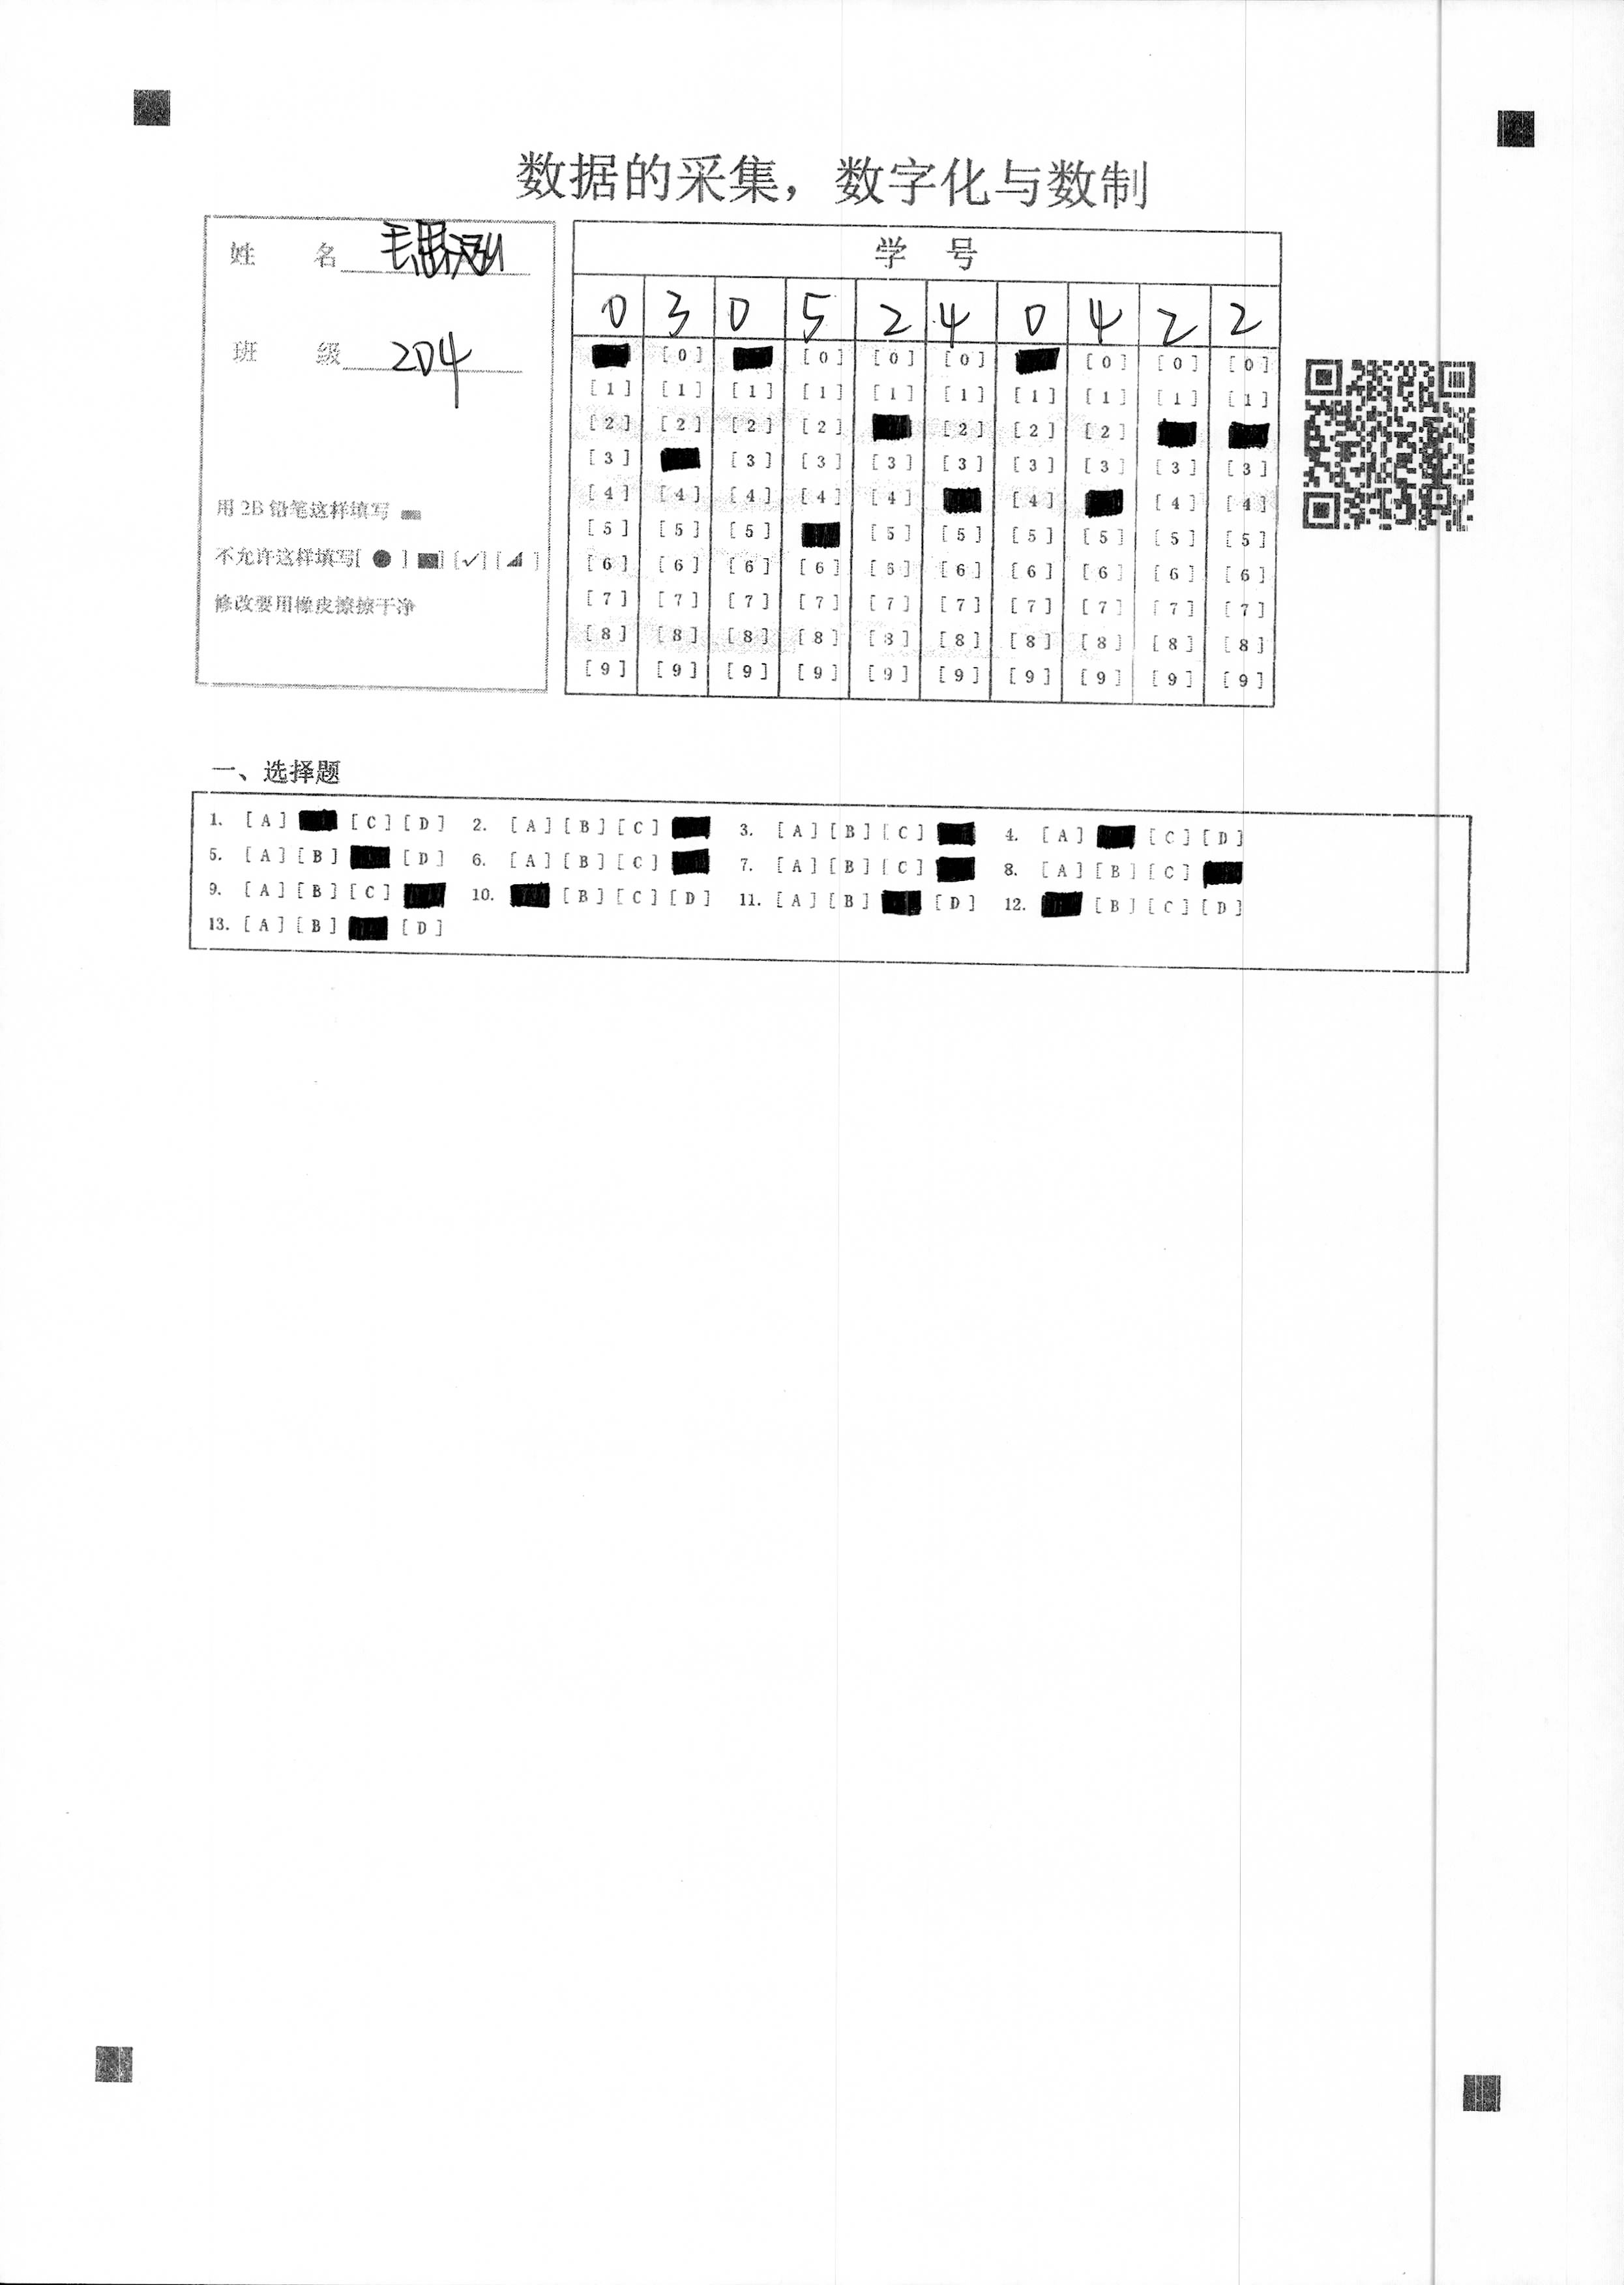 数据的采集，数字化与数制
姓 名 毛思
班 级 204
用 2B 铅笔这样填写
不允许这样填写[ ● ] ■ [✓] [◢ ]
修改要用橡皮擦擦干净
学 号
0 3 0 5 2 4 0 4 2 2
[0] [0] [0] [0] [0] [0] [0]
[1] [1] [1] [1] [1] [1] [1] [1] [1] [1]
[2] [2] [2] [2] [2] [2] [2]
[3] [3] [3] [3] [3] [3] [3] [3] [3]
[4] [4] [4] [4] [4] [4] [4] [4]
[5] [5] [5] [5] [5] [5] [5] [5] [5]
[6] [6] [6] [6] [6] [6] [6] [6] [6] [6]
[7] [7] [7] [7] [7] [7] [7] [7] [7] [7]
[8] [8] [8] [8] [8] [8] [8] [8] [8] [8]
[9] [9] [9] [9] [9] [9] [9] [9] [9] [9]
一、选择题
1. [A] [C] [D] 2. [A] [B] [C] 3. [A] [B] [C] 4. [A] [C] [D]
5. [A] [B] [D] 6. [A] [B] [C] 7. [A] [B] [C] 8. [A] [B] [C]
9. [A] [B] [C] 10. [B] [C] [D] 11. [A] [B] [D] 12. [B] [C] [D]
13. [A] [B] [D]